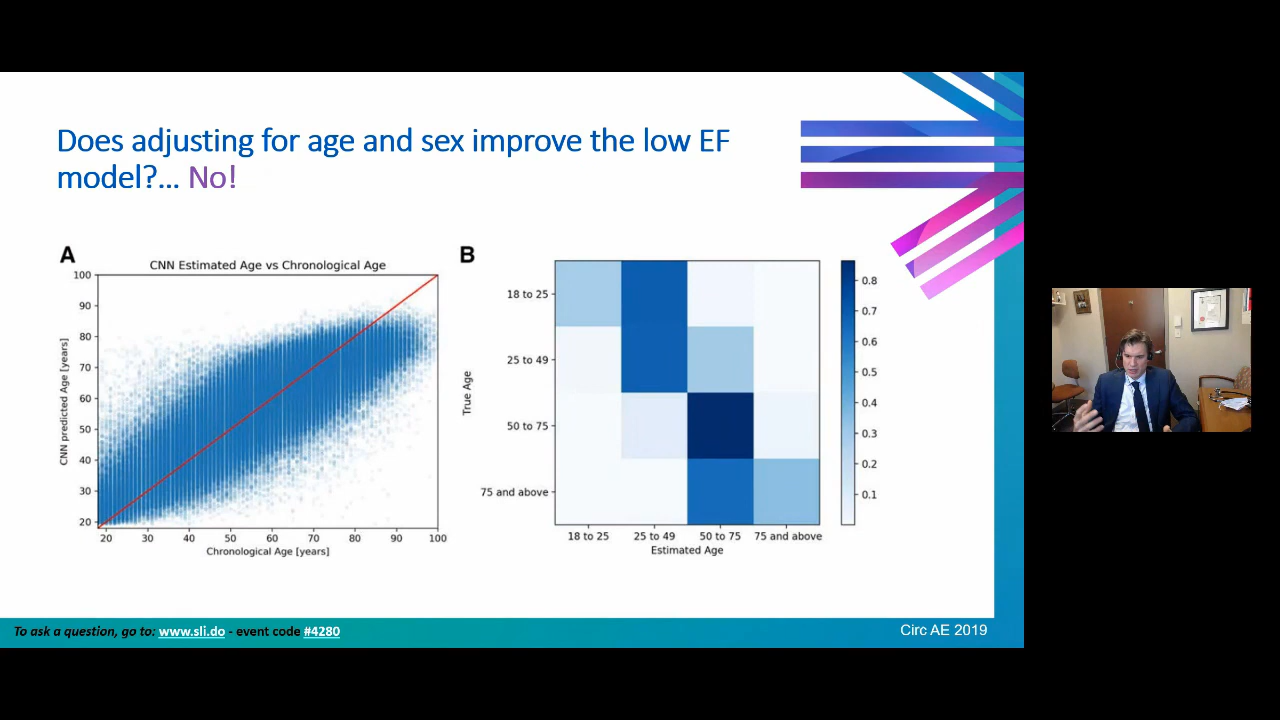 Does adjusting for age and sex improve the low EF
model?... No!
A
CNN Estimated Age vs Chronological Age
100
90
80
70
60
50
40
30
20
CNN predicted Age [years]
20 30 40 50 60 70 80 90 100
Chronological Age [years]
B
18 to 25
25 to 49
50 to 75
75 and above
True Age
18 to 25 25 to 49 50 to 75 75 and above
Estimated Age
0.8
0.7
0.6
0.5
0.4
0.3
0.2
0.1
To ask a question, go to: www.sli.do - event code #4280
Circ AE 2019